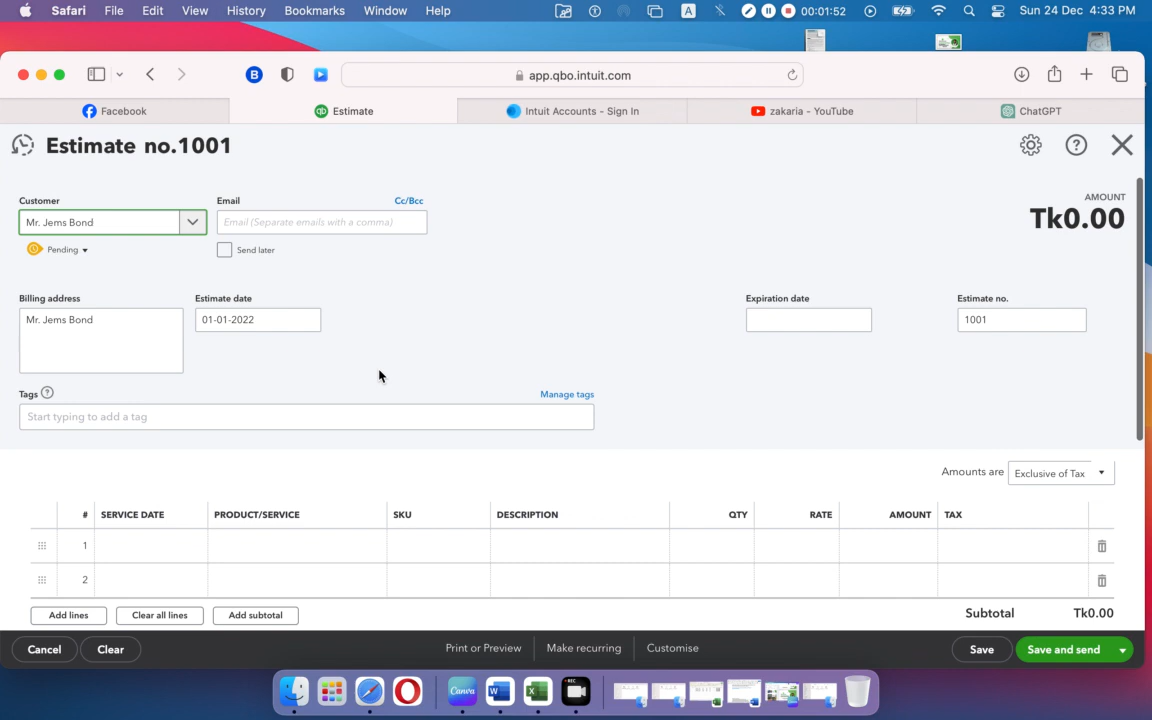 Safari File Edit View History Bookmarks Window Help A 00:01:52 Sun 24 Dec 4:33 PM
B app.qbo.intuit.com
Facebook qb Estimate Intuit Accounts - Sign In zakaria - YouTube ChatGPT
Estimate no.1001
Customer Email Cc/Bcc AMOUNT
Mr. Jems Bond Email (Separate emails with a comma) Tk0.00
Pending Send later
Billing address Estimate date Expiration date Estimate no.
Mr. Jems Bond 01-01-2022 1001
Tags Manage tags
Start typing to add a tag
Amounts are Exclusive of Tax
# SERVICE DATE PRODUCT/SERVICE SKU DESCRIPTION QTY RATE AMOUNT TAX
1
2
Add lines Clear all lines Add subtotal Subtotal Tk0.00
Cancel Clear Print or Preview Make recurring Customise Save Save and send
Canva W X REC